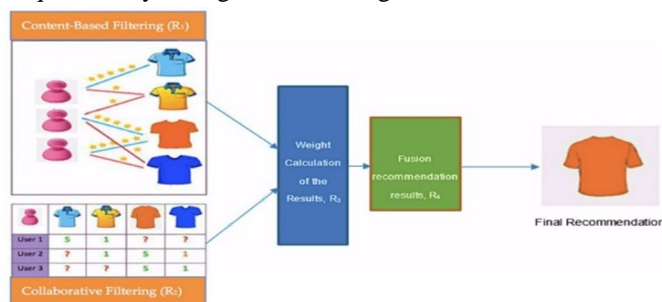 Content-Based Filtering (R₁)
Weight
Calculation
of the
Results, R₃
Fusion
recommendation
results, R₄
Final Recommendation
User 1 5 1 ? ?
User 2 ? 1 5 1
User 3 ? ? 5 1
Collaborative Filtering (R₂)